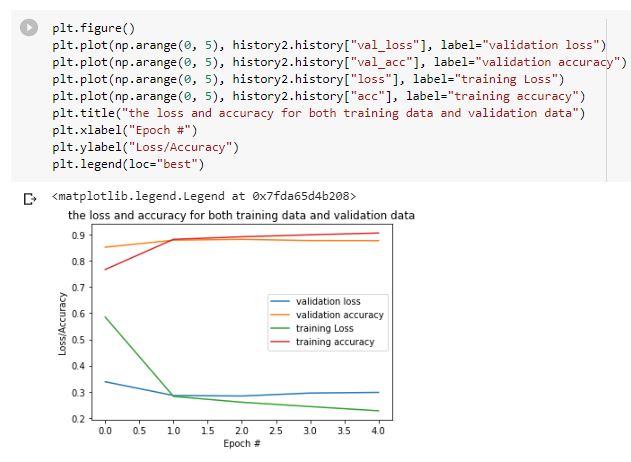 plt.figure()
plt.plot(np.arange(0, 5), history2.history["val_loss"], label="validation loss")
plt.plot(np.arange(0, 5), history2.history["val_acc"], label="validation accuracy")
plt.plot(np.arange(0, 5), history2.history["loss"], label="training Loss")
plt.plot(np.arange(0, 5), history2.history["acc"], label="training accuracy")
plt.title("the loss and accuracy for both training data and validation data")
plt.xlabel("Epoch #")
plt.ylabel("Loss/Accuracy")
plt.legend(loc="best")
<matplotlib.legend.Legend at 0x7fda65d4b208>
the loss and accuracy for both training data and validation data
0.9
0.8
0.7
0.6
0.5
0.4
0.3
0.2
Loss/Accuracy
validation loss
validation accuracy
training Loss
training accuracy
0.0 0.5 1.0 1.5 2.0 2.5 3.0 3.5 4.0
Epoch #